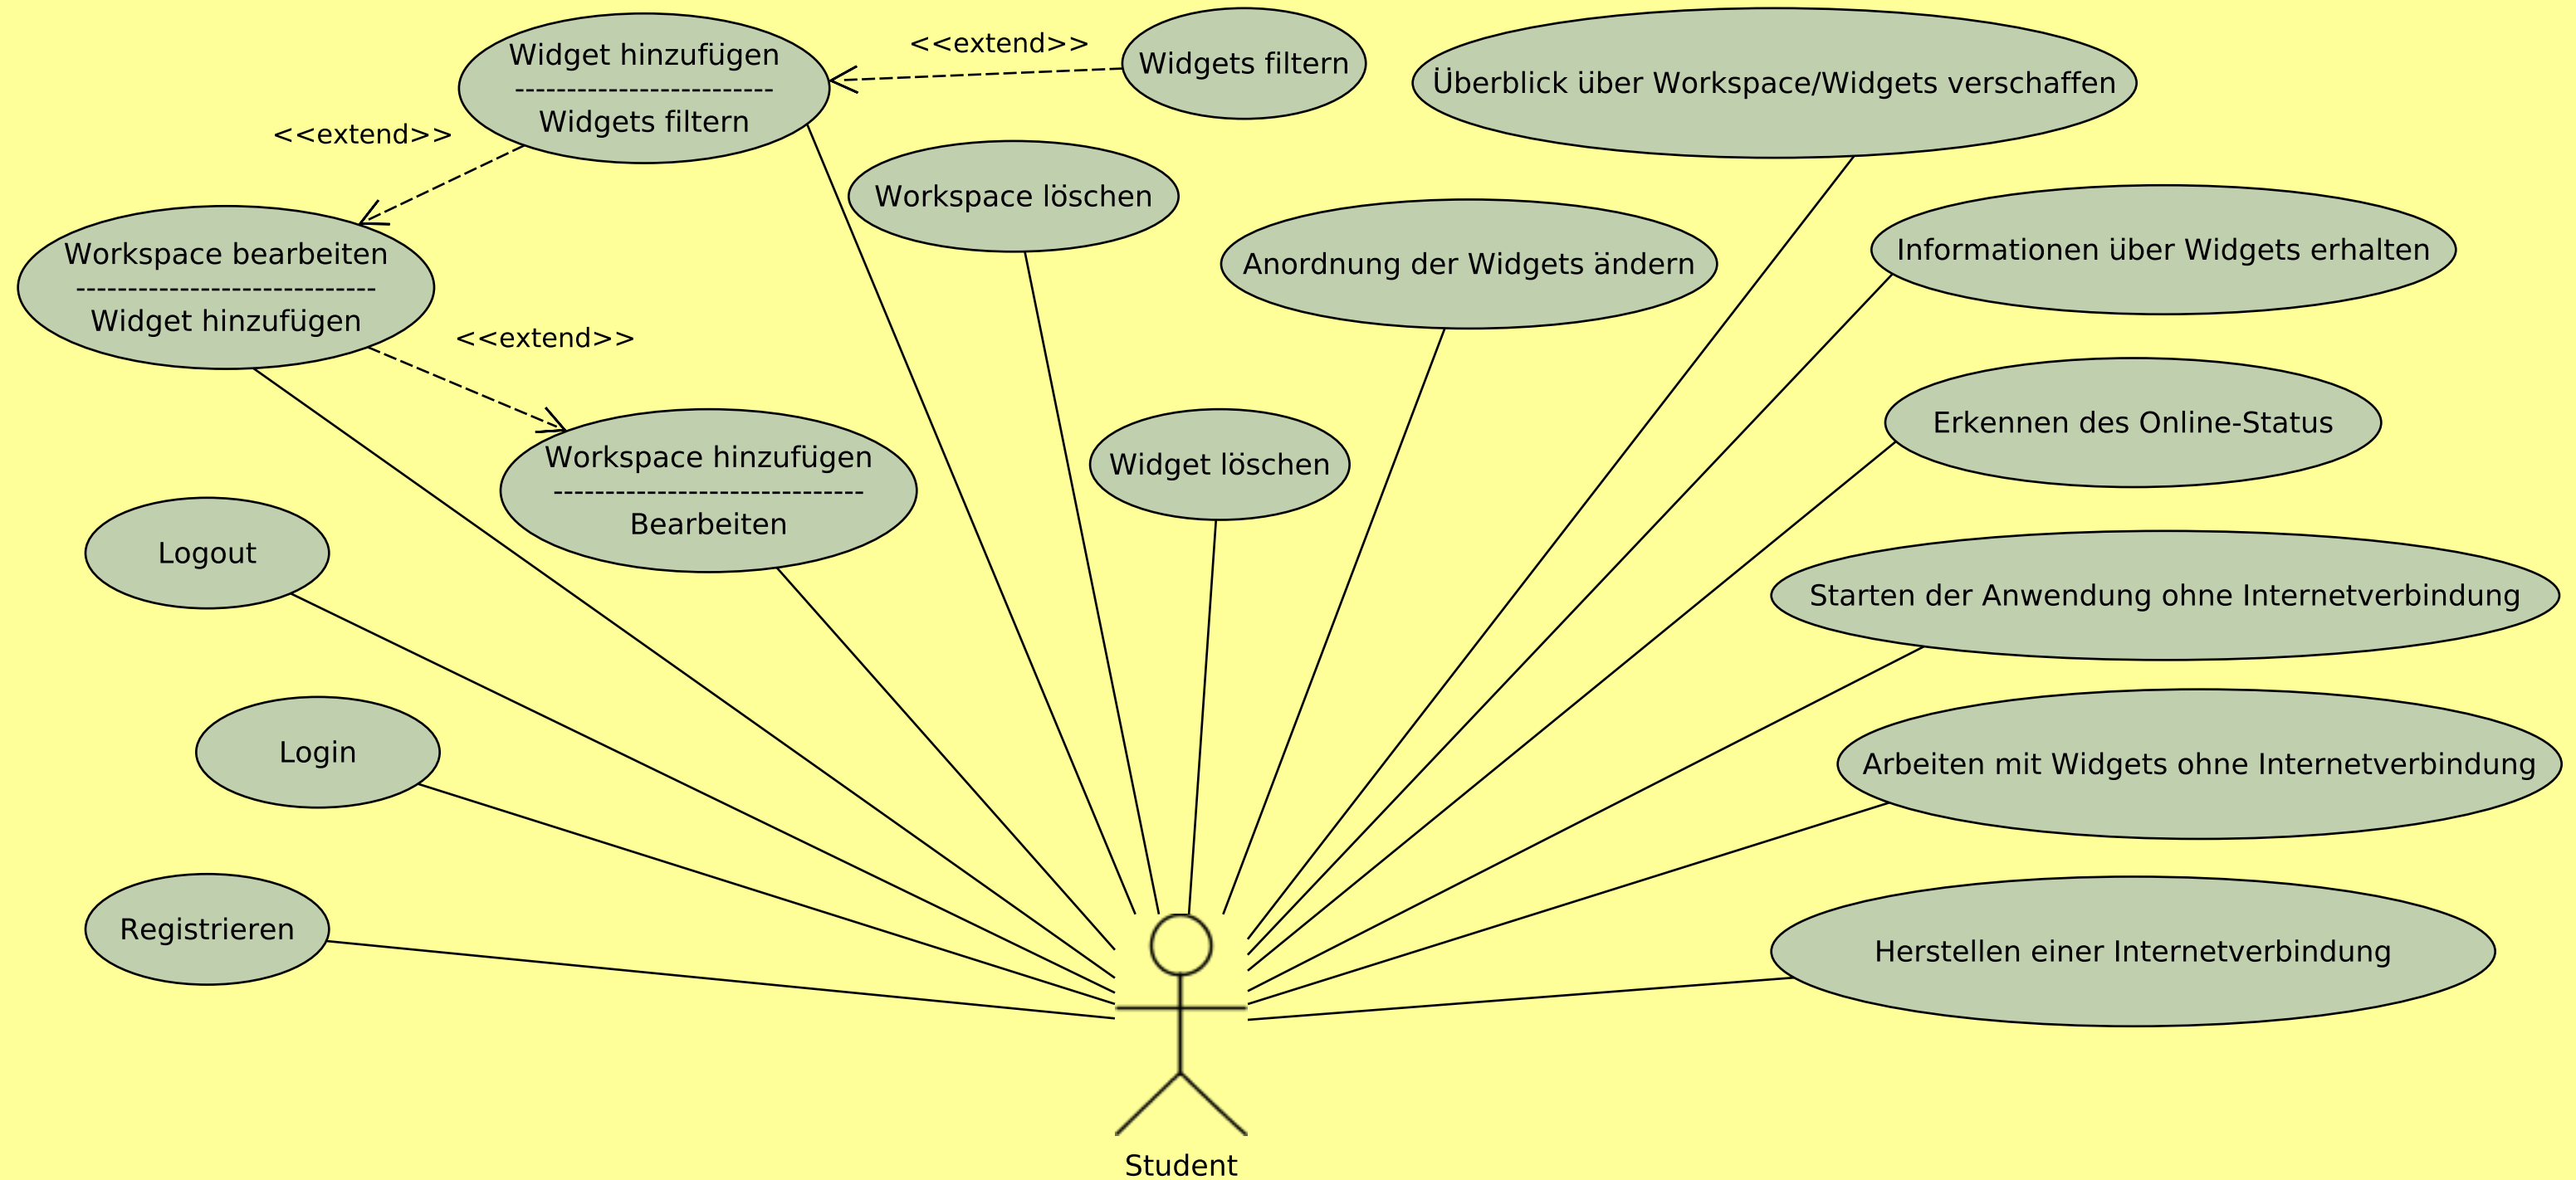 Widget hinzufügen
-------------------------
Widgets filtern
<<extend>>
Widgets filtern
Überblick über Workspace/Widgets verschaffen
<<extend>>
Workspace löschen
Anordnung der Widgets ändern
Informationen über Widgets erhalten
Workspace bearbeiten
-----------------------------
Widget hinzufügen
<<extend>>
Workspace hinzufügen
------------------------------
Bearbeiten
Widget löschen
Erkennen des Online-Status
Logout
Starten der Anwendung ohne Internetverbindung
Login
Arbeiten mit Widgets ohne Internetverbindung
Registrieren
Herstellen einer Internetverbindung
Student